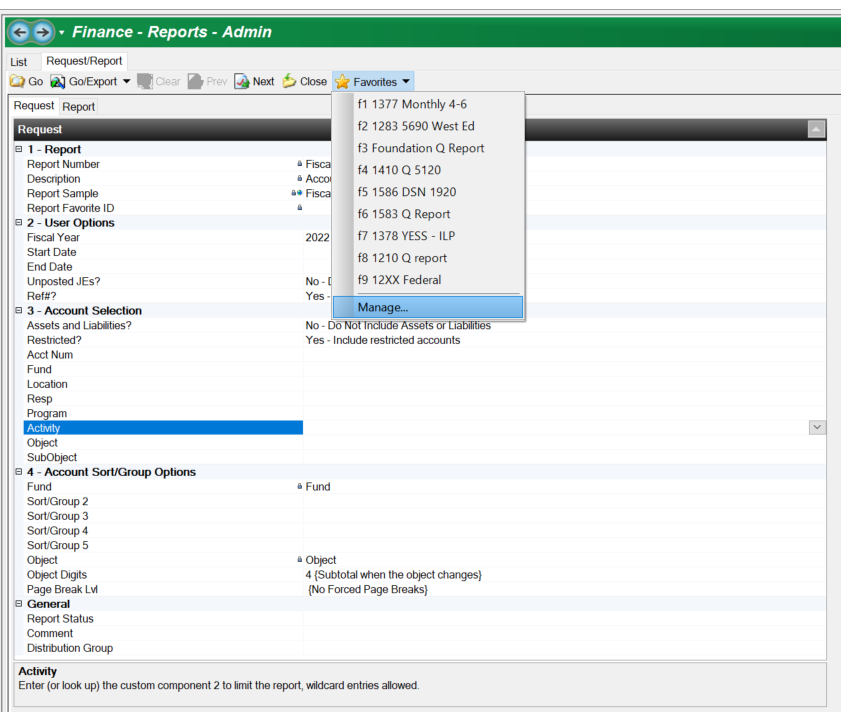 Finance - Reports - Admin
List Request/Report
Go Go/Export Clear Prev Next Close Favorites
Request Report
f1 1377 Monthly 4-6
f2 1283 5690 West Ed
f3 Foundation Q Report
f4 1410 Q 5120
f5 1586 DSN 1920
f6 1583 Q Report
f7 1378 YESS - ILP
f8 1210 Q report
f9 12XX Federal
Manage...
Request
1 - Report
Report Number Fisca
Description Accou
Report Sample Fisca
Report Favorite ID
2 - User Options
Fiscal Year 2022
Start Date
End Date
Unposted JEs? No - D
Ref#? Yes -
3 - Account Selection
Assets and Liabilities? No - Do Not Include Assets or Liabilities
Restricted? Yes - Include restricted accounts
Acct Num
Fund
Location
Resp
Program
Activity
Object
SubObject
4 - Account Sort/Group Options
Fund Fund
Sort/Group 2
Sort/Group 3
Sort/Group 4
Sort/Group 5
Object Object
Object Digits 4 {Subtotal when the object changes}
Page Break Lvl {No Forced Page Breaks}
General
Report Status
Comment
Distribution Group
Activity
Enter (or look up) the custom component 2 to limit the report, wildcard entries allowed.